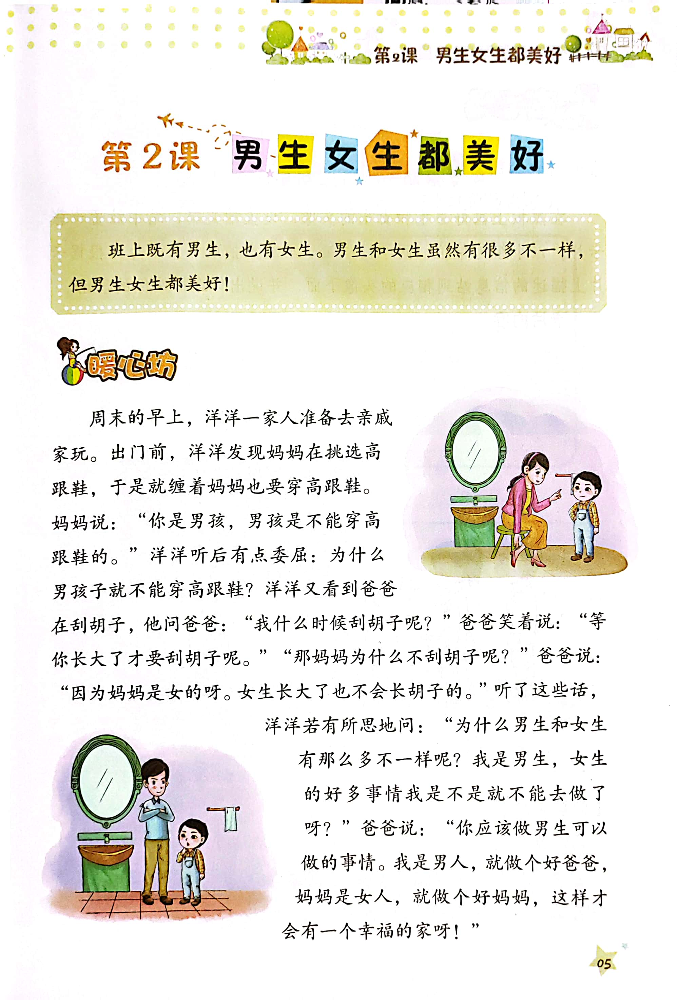 第2课 男生女生都美好
第2课 男生女生都美好
班上既有男生，也有女生。男生和女生虽然有很多不一样，
但男生女生都美好！
暖心坊
周末的早上，洋洋一家人准备去亲戚
家玩。出门前，洋洋发现妈妈在挑选高
跟鞋，于是就缠着妈妈也要穿高跟鞋。
妈妈说：“你是男孩，男孩是不能穿高
跟鞋的。”洋洋听后有点委屈：为什么
男孩子就不能穿高跟鞋？洋洋又看到爸爸
在刮胡子，他问爸爸：“我什么时候刮胡子呢？”爸爸笑着说：“等
你长大了才要刮胡子呢。”“那妈妈为什么不刮胡子呢？”爸爸说：
“因为妈妈是女的呀。女生长大了也不会长胡子的。”听了这些话，
洋洋若有所思地问：“为什么男生和女生
有那么多不一样呢？我是男生，女生
的好多事情我是不是就不能去做了
呀？”爸爸说：“你应该做男生可以
做的事情。我是男人，就做个好爸爸，
妈妈是女人，就做个好妈妈，这样才
会有一个幸福的家呀！”
05